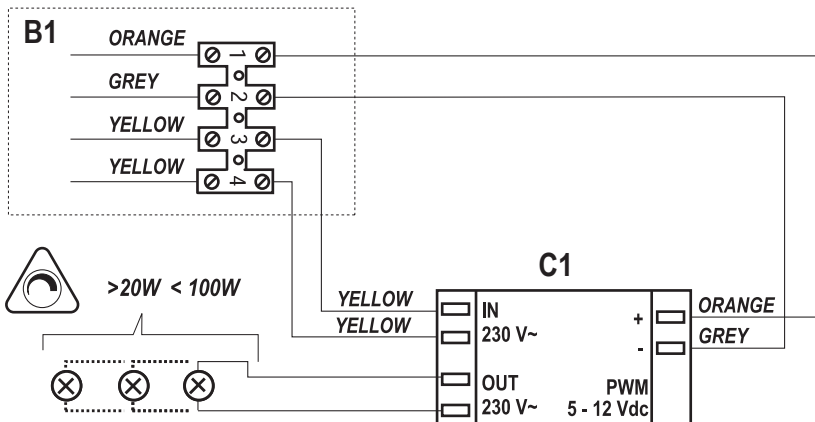 B1
ORANGE
GREY
YELLOW
YELLOW
1
2
3
4
>20W < 100W
C1
YELLOW
YELLOW
IN
230 V~
OUT
230 V~
+
-
PWM
5 - 12 Vdc
ORANGE
GREY